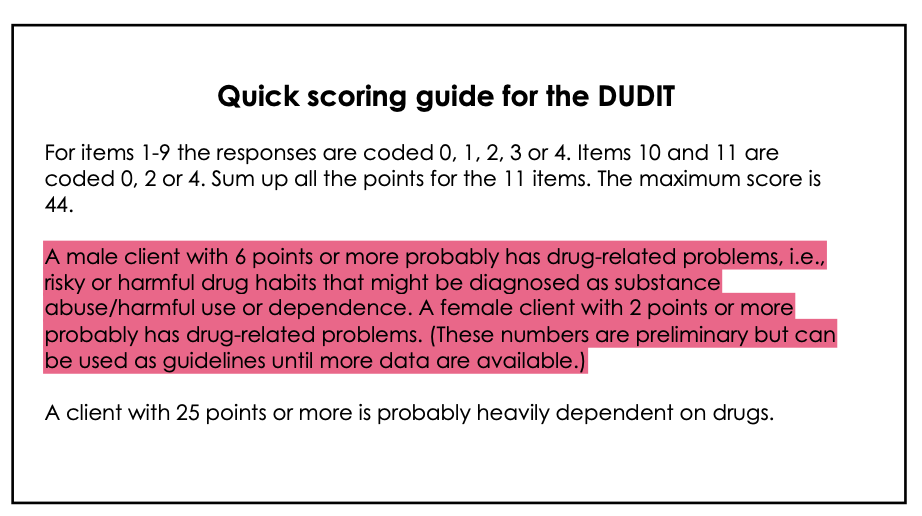 Quick scoring guide for the DUDIT
For items 1-9 the responses are coded 0, 1, 2, 3 or 4. Items 10 and 11 are
coded 0, 2 or 4. Sum up all the points for the 11 items. The maximum score is
44.
A male client with 6 points or more probably has drug-related problems, i.e.,
risky or harmful drug habits that might be diagnosed as substance
abuse/harmful use or dependence. A female client with 2 points or more
probably has drug-related problems. (These numbers are preliminary but can
be used as guidelines until more data are available.)
A client with 25 points or more is probably heavily dependent on drugs.